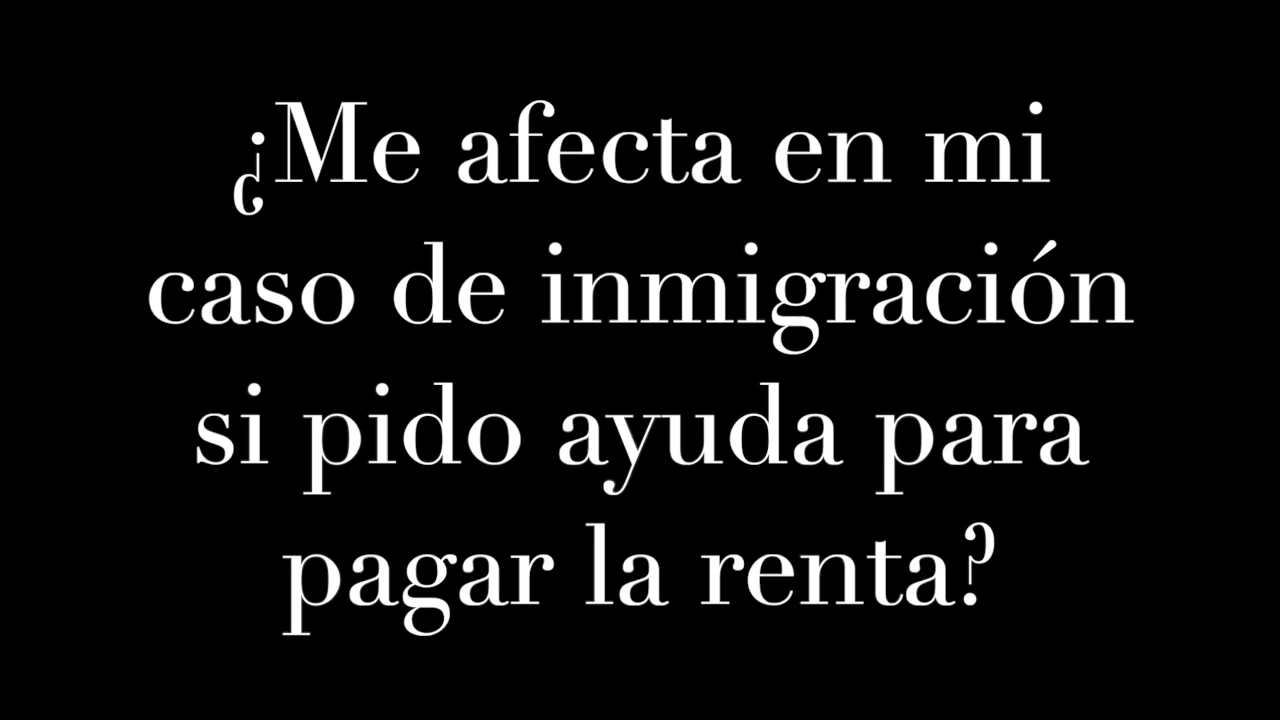 ¿Me afecta en mi
caso de inmigración
si pido ayuda para
pagar la renta?